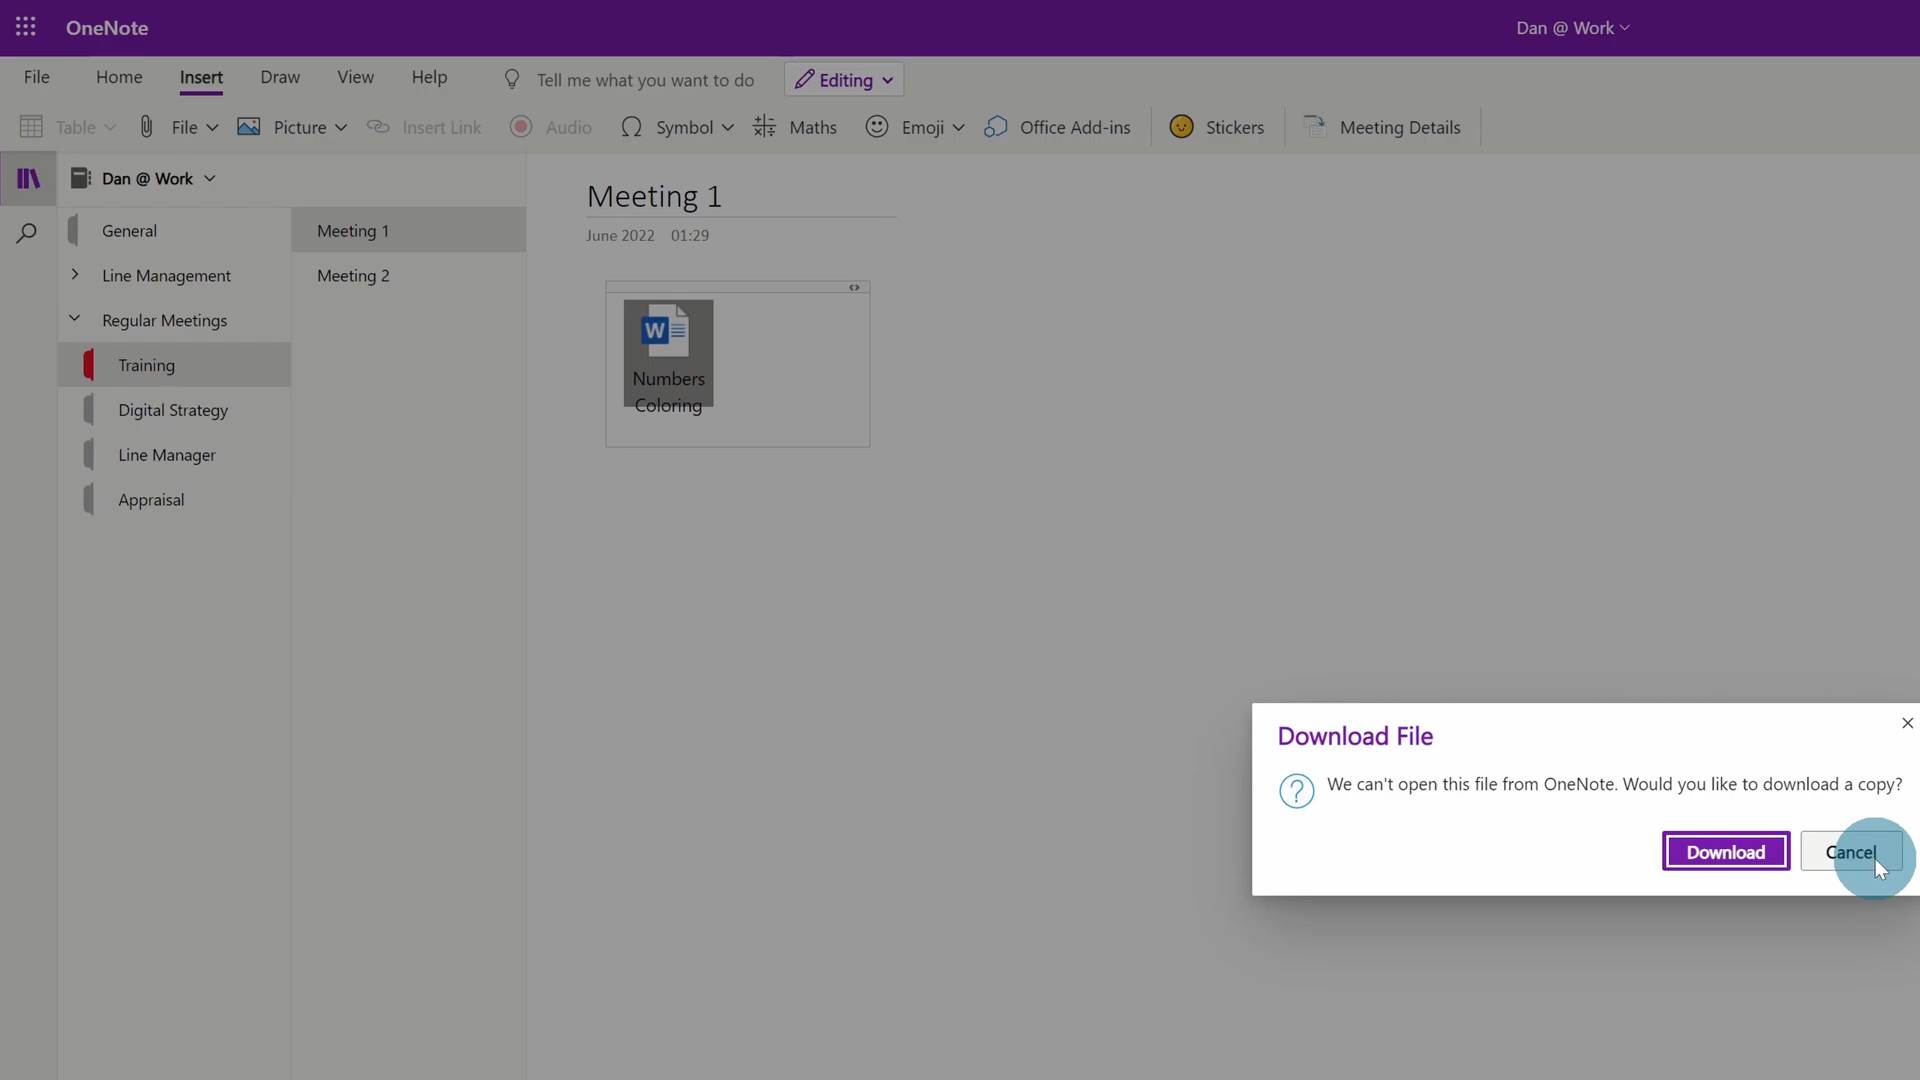 OneNote
Dan @ Work
File Home Insert Draw View Help Tell me what you want to do Editing
Table File Picture Insert Link Audio Symbol Maths Emoji Office Add-ins Stickers Meeting Details
Dan @ Work
General
Line Management
Regular Meetings
Training
Digital Strategy
Line Manager
Appraisal
Meeting 1
Meeting 2
Meeting 1
June 2022 01:29
W
Numbers
Coloring
Download File
? We can't open this file from OneNote. Would you like to download a copy?
Download Cancel